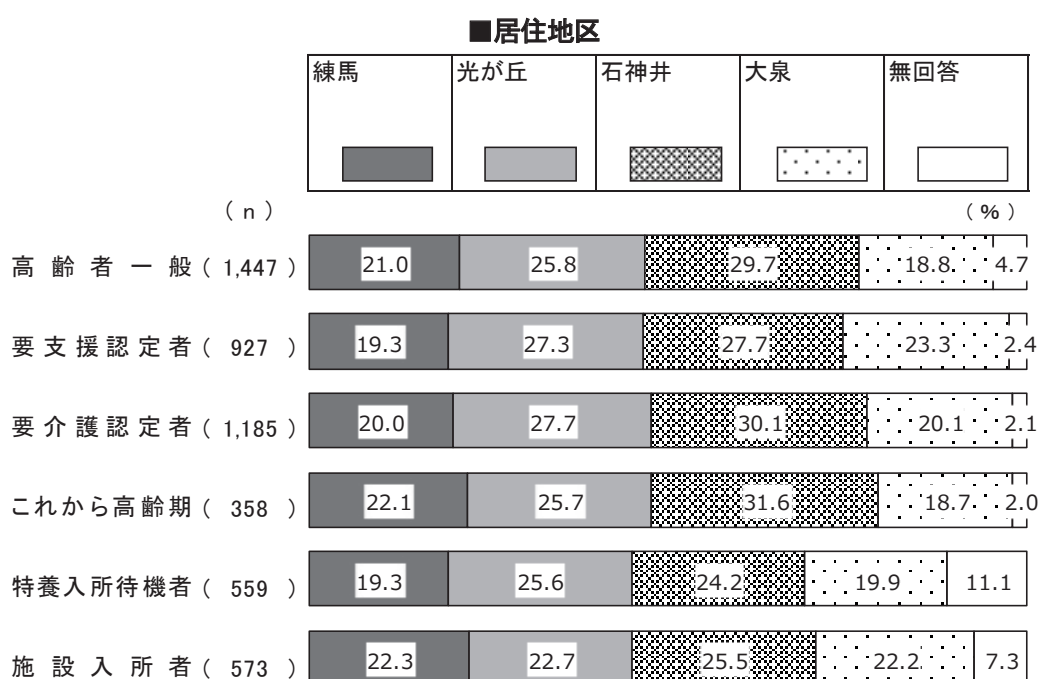 ■居住地区
練馬 光が丘 石神井 大泉 無回答
(n) (%)
高齢者一般(1,447) 21.0 25.8 29.7 18.8 4.7
要支援認定者(927) 19.3 27.3 27.7 23.3 2.4
要介護認定者(1,185) 20.0 27.7 30.1 20.1 2.1
これから高齢期(358) 22.1 25.7 31.6 18.7 2.0
特養入所待機者(559) 19.3 25.6 24.2 19.9 11.1
施設入所者(573) 22.3 22.7 25.5 22.2 7.3